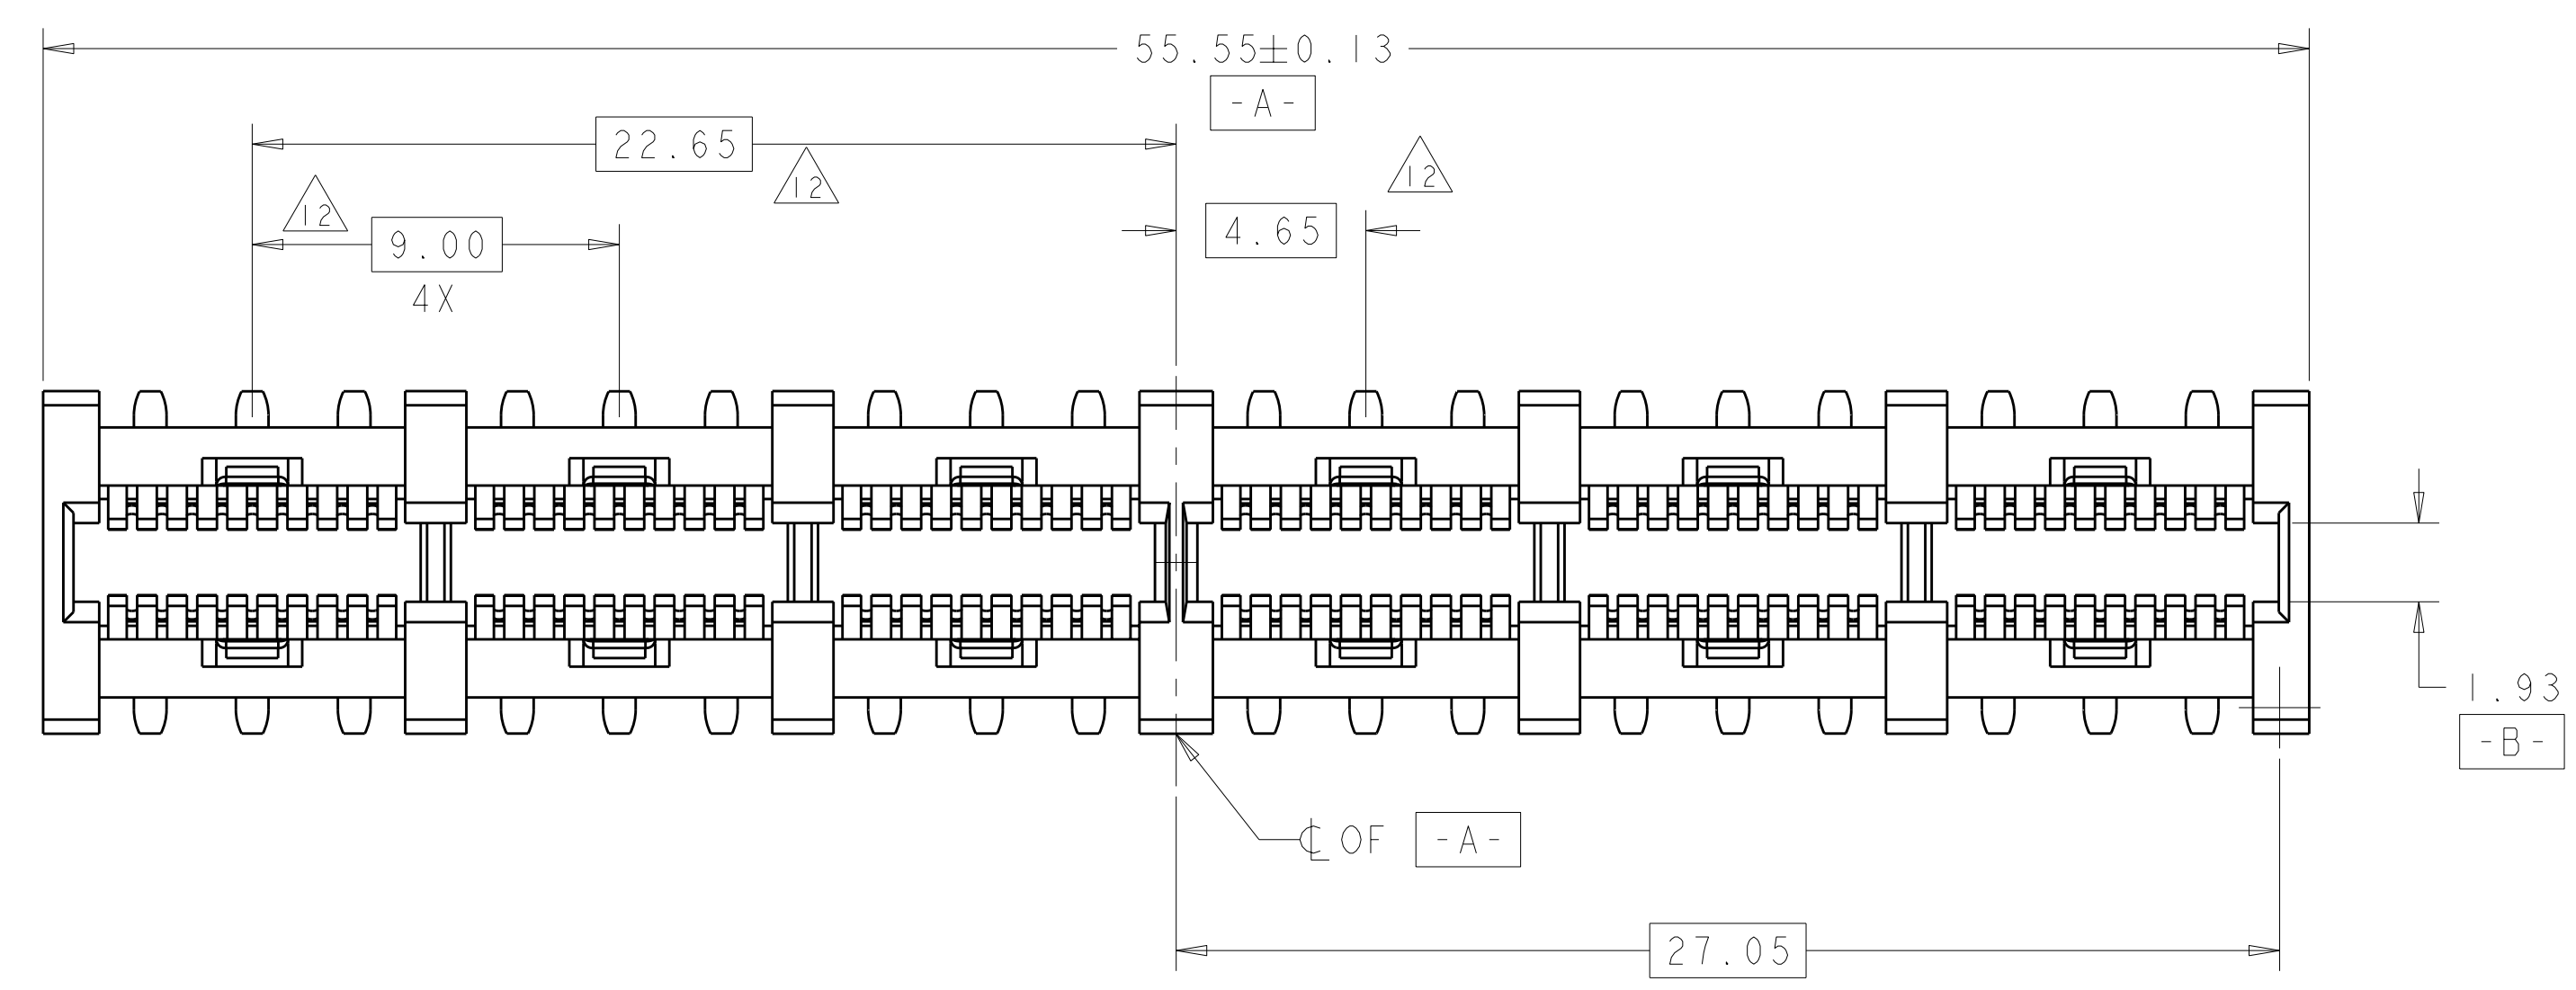 55.55±0.13
-A-
22.65
12
12
12
9.00
4X
4.65
1.93
-B-
℄ OF -A-
27.05